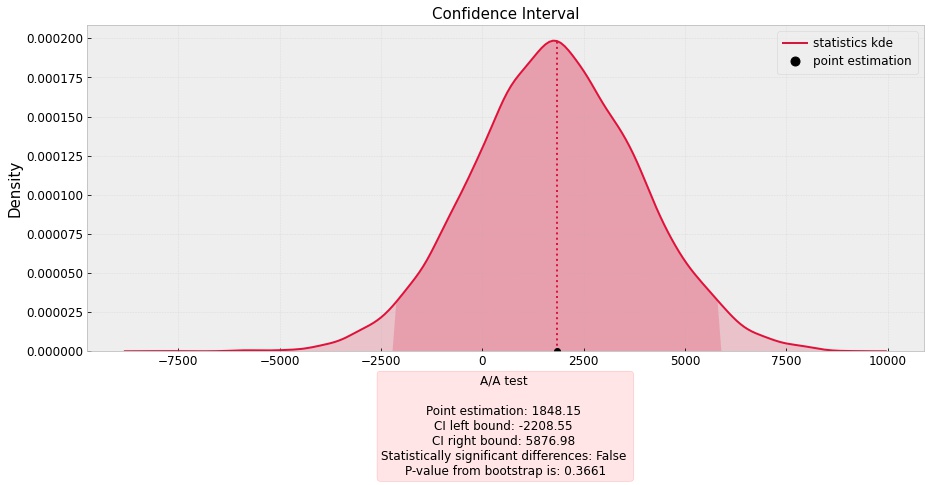 Confidence Interval
statistics kde
point estimation
Density
0.000200
0.000175
0.000150
0.000125
0.000100
0.000075
0.000050
0.000025
0.000000
−7500
−5000
−2500
0
2500
5000
7500
10000
A/A test
Point estimation: 1848.15
CI left bound: -2208.55
CI right bound: 5876.98
Statistically significant differences: False
P-value from bootstrap is: 0.3661